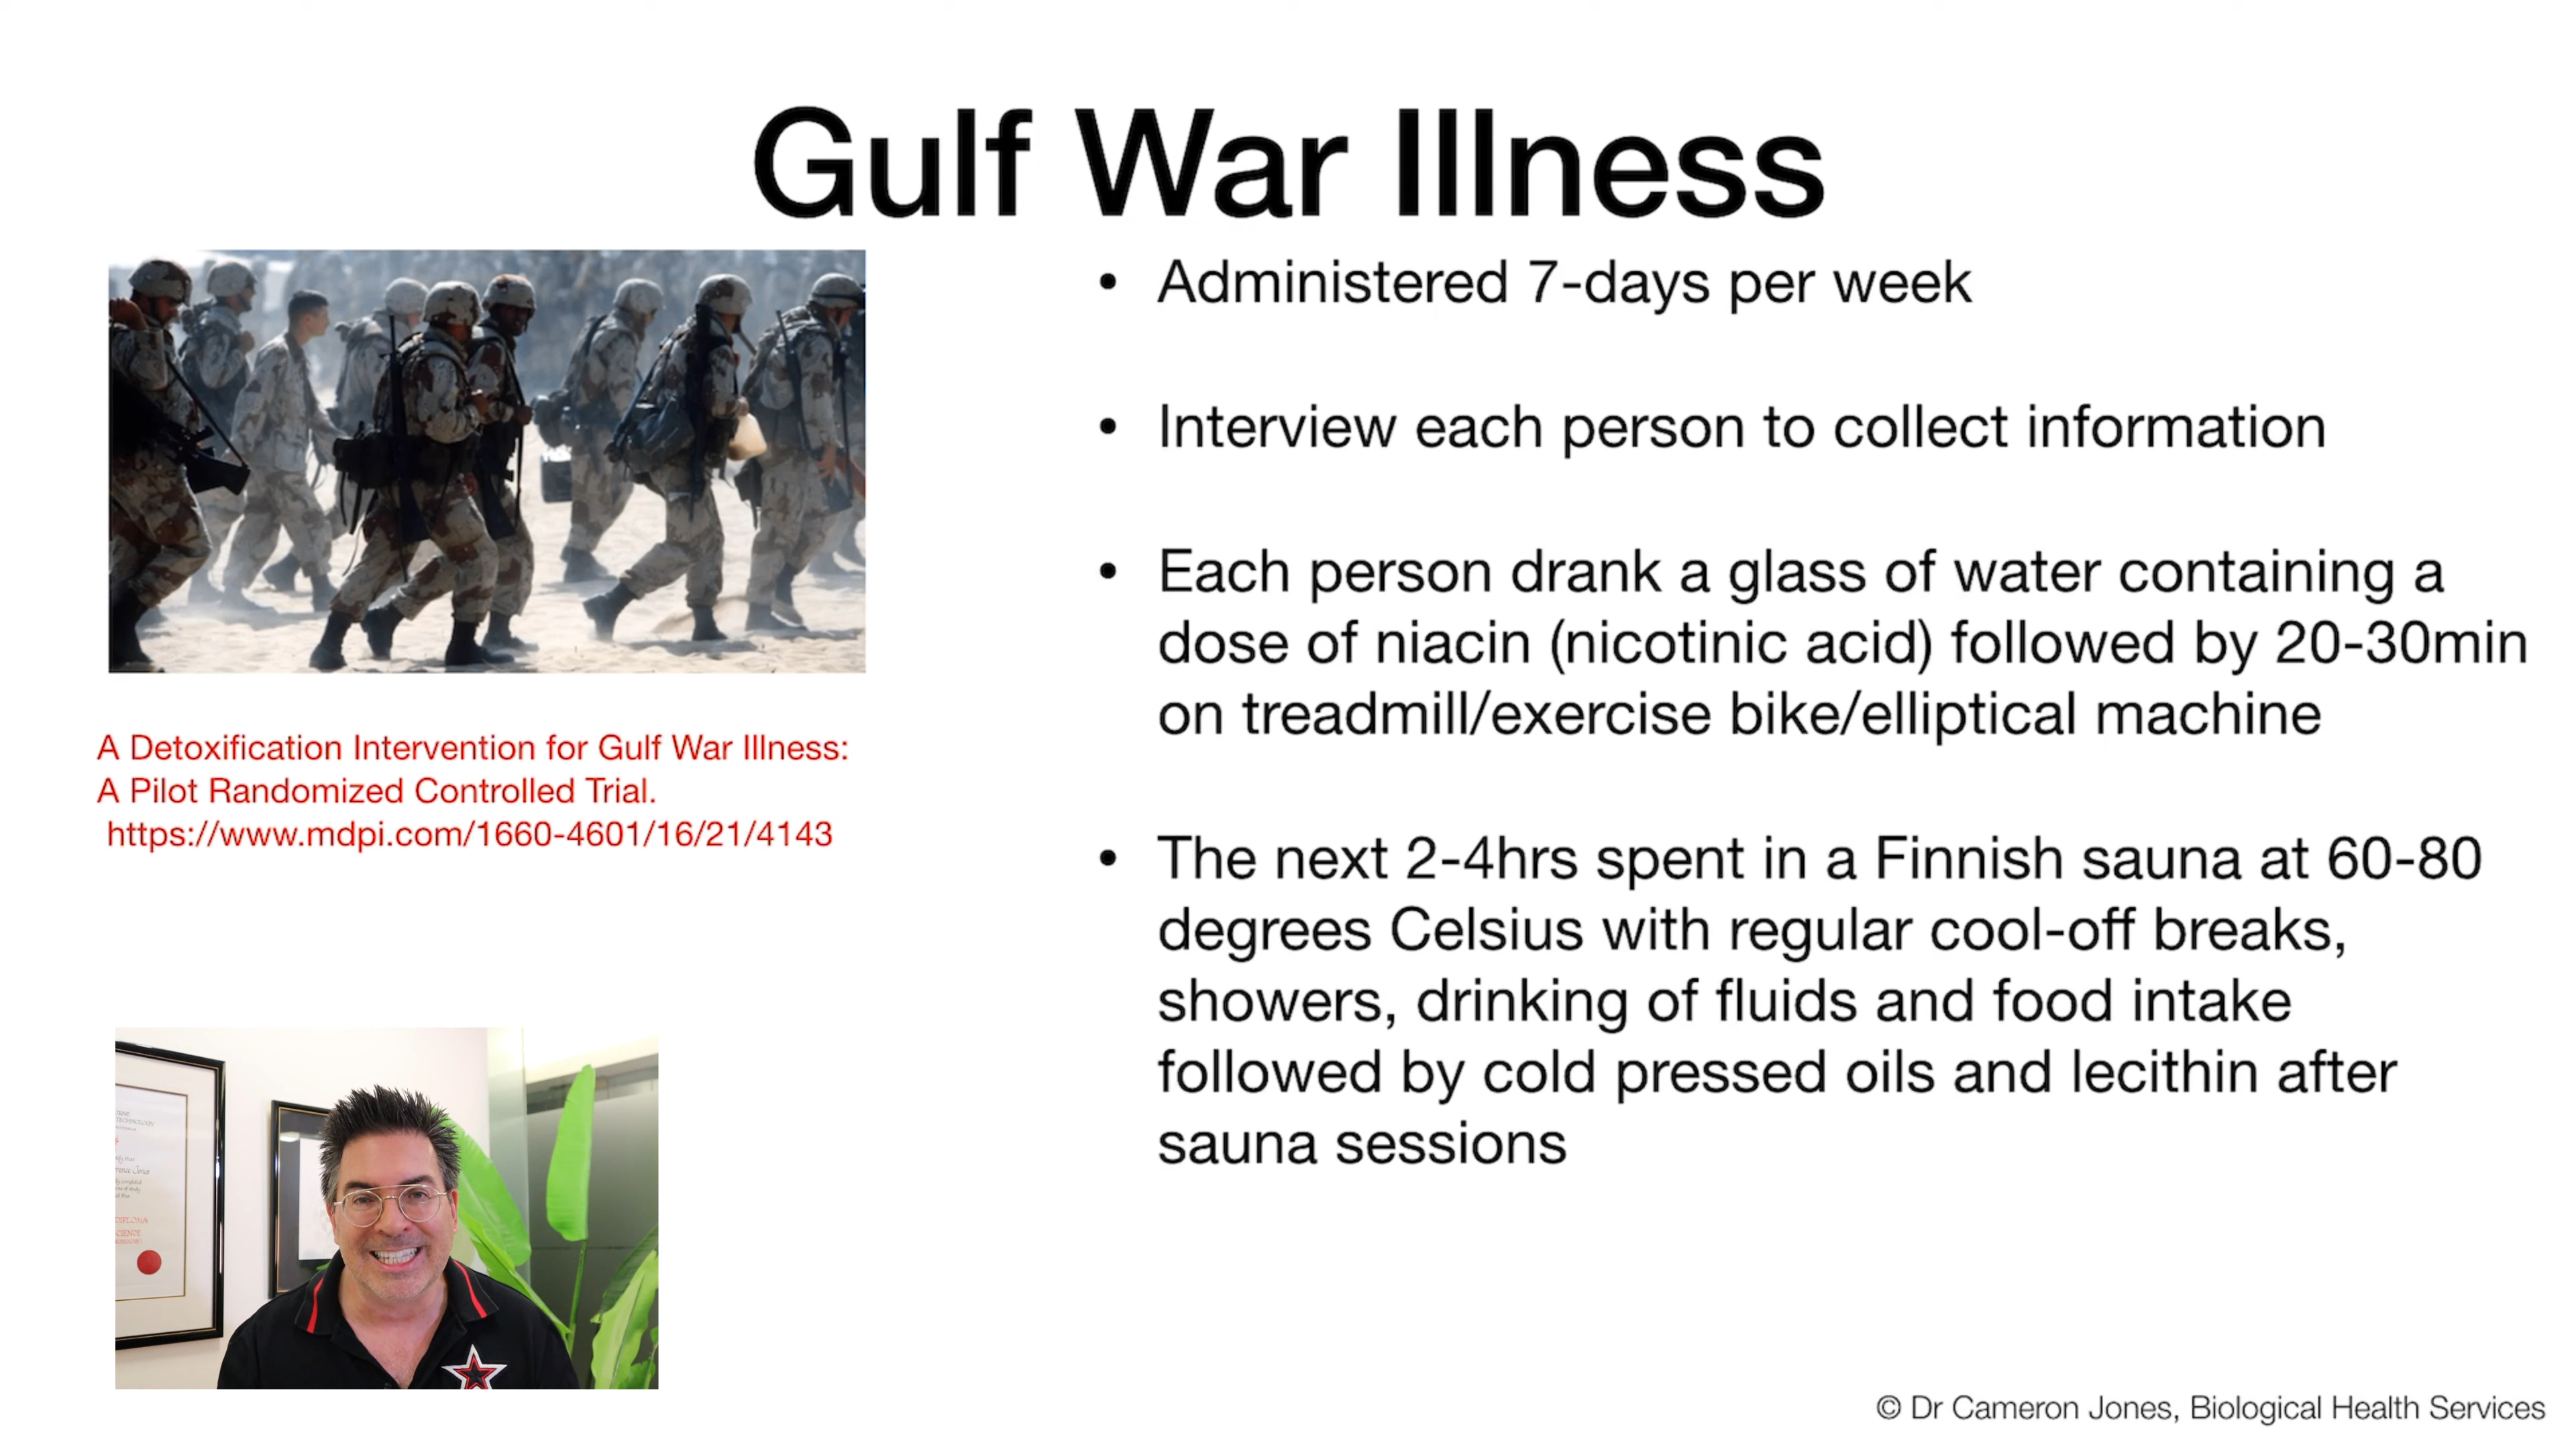 Gulf War Illness
• Administered 7-days per week
• Interview each person to collect information
• Each person drank a glass of water containing a
dose of niacin (nicotinic acid) followed by 20-30min
on treadmill/exercise bike/elliptical machine
• The next 2-4hrs spent in a Finnish sauna at 60-80
degrees Celsius with regular cool-off breaks,
showers, drinking of fluids and food intake
followed by cold pressed oils and lecithin after
sauna sessions
A Detoxification Intervention for Gulf War Illness:
A Pilot Randomized Controlled Trial.
https://www.mdpi.com/1660-4601/16/21/4143
© Dr Cameron Jones, Biological Health Services